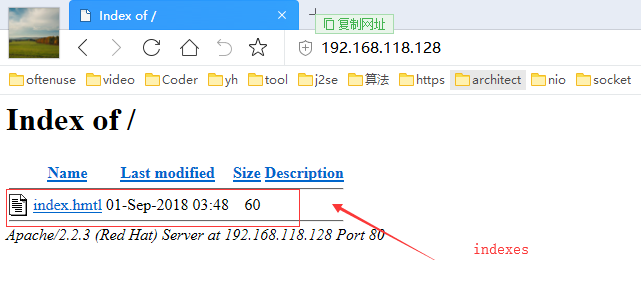 Index of /
复制网址
192.168.118.128
oftenuse video Coder yh tool j2se 算法 https architect nio socket
Index of /
Name Last modified Size Description
index.hmtl 01-Sep-2018 03:48 60
Apache/2.2.3 (Red Hat) Server at 192.168.118.128 Port 80
indexes